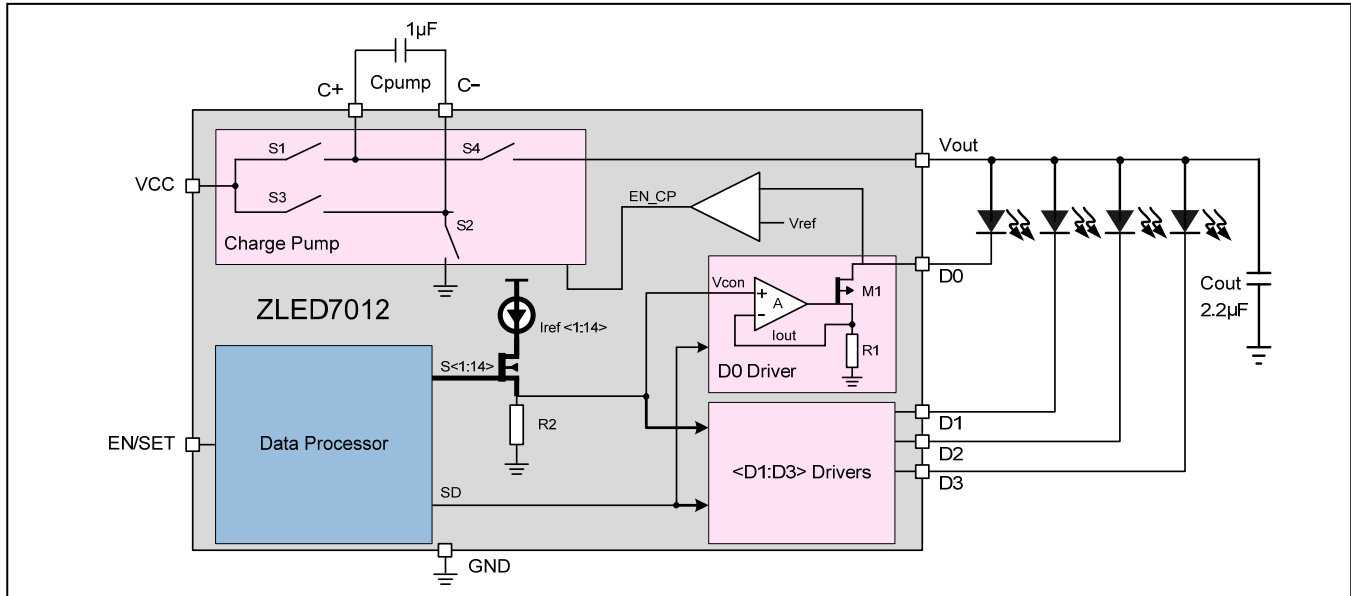 1µF
Cpump
C+
C−
S1
S4
Vout
VCC
S3
EN_CP
Vref
S2
Charge Pump
D0
Vcon
M1
A
Cout
2.2µF
ZLED7012
Iref <1:14>
Iout
R1
S<1:14>
D0 Driver
R2
D1
EN/SET
Data Processor
D2
<D1:D3> Drivers
D3
SD
GND
+
−